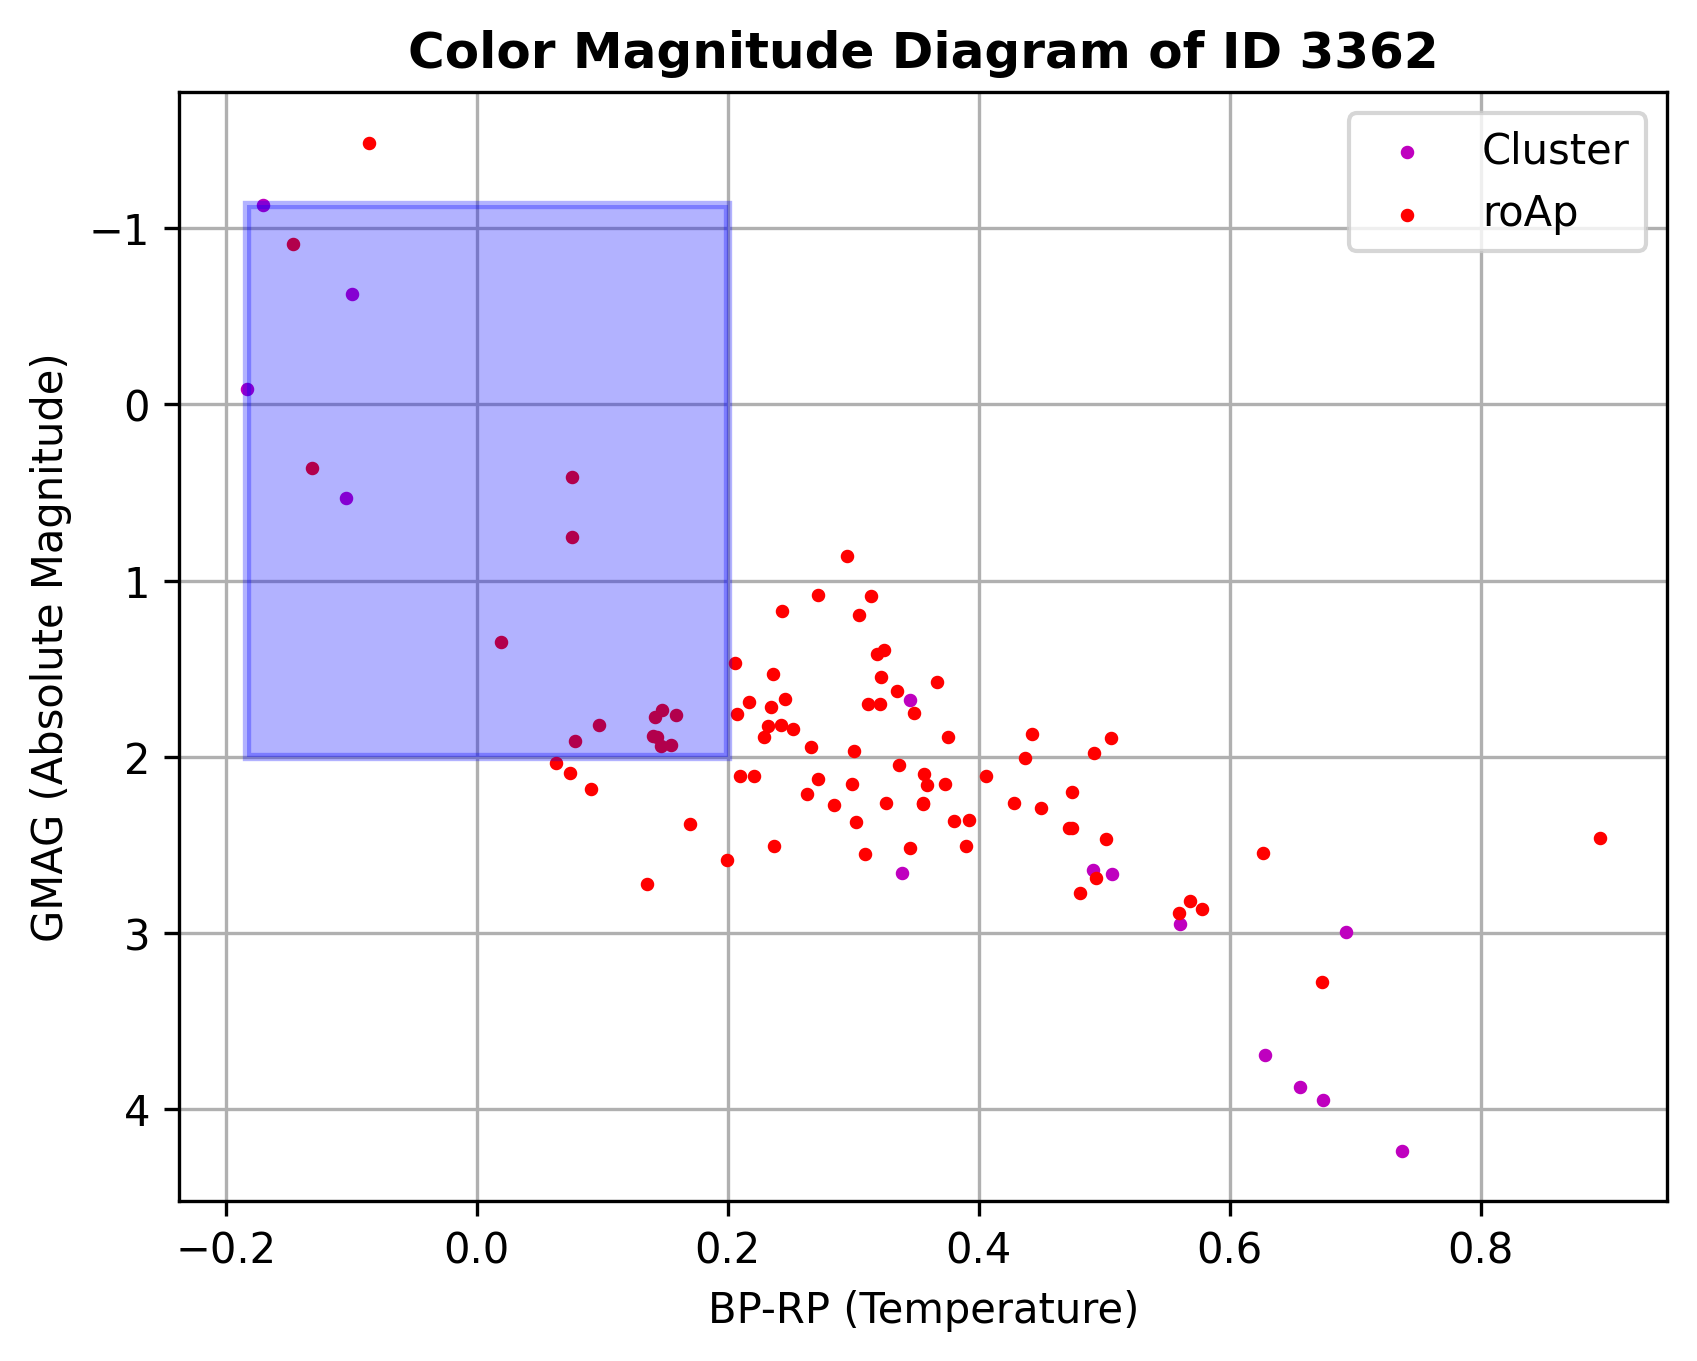 Color Magnitude Diagram of ID 3362
Cluster
roAp
−1
0
1
2
3
4
GMAG (Absolute Magnitude)
−0.2 0.0 0.2 0.4 0.6 0.8
BP-RP (Temperature)